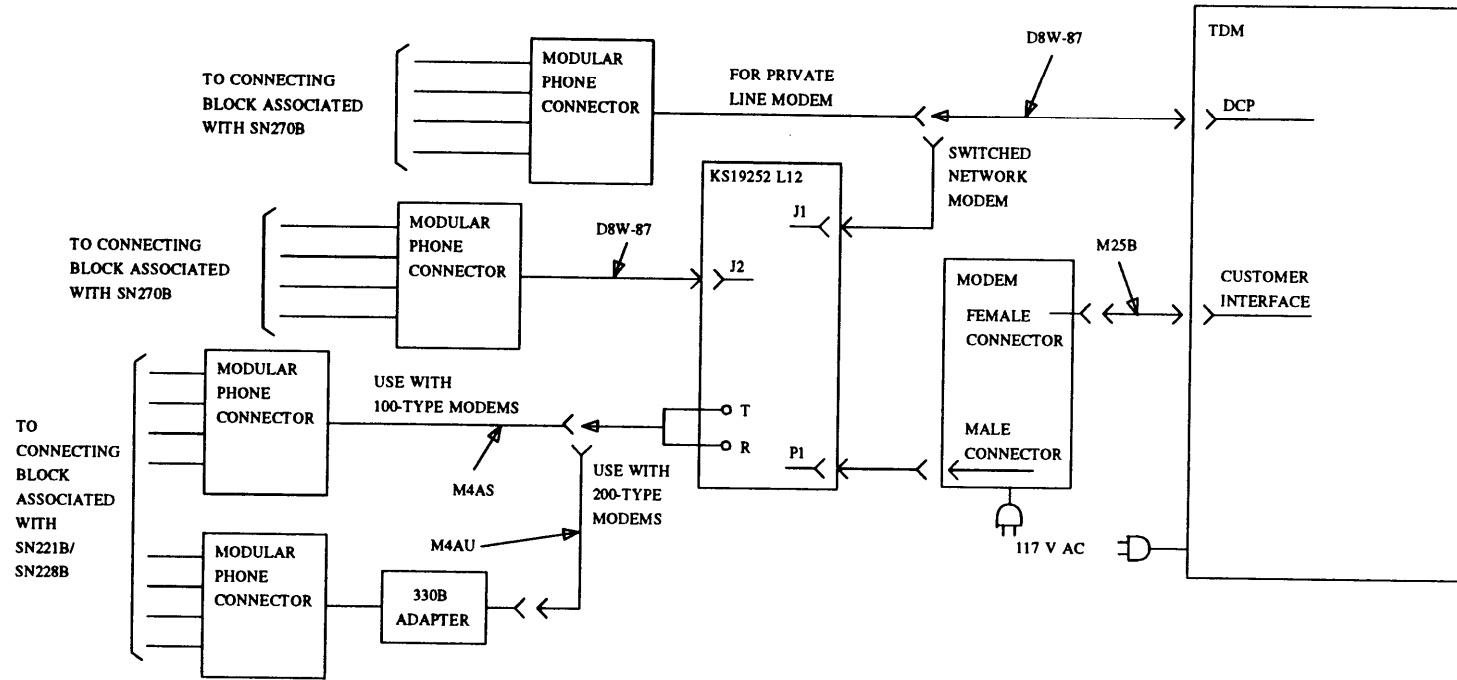 TDM
D8W-87
MODULAR
PHONE
CONNECTOR
TO CONNECTING
BLOCK ASSOCIATED
WITH SN270B
FOR PRIVATE
LINE MODEM
DCP
SWITCHED
NETWORK
MODEM
KS19252 L12
J1
MODULAR
PHONE
CONNECTOR
D8W-87
TO CONNECTING
BLOCK ASSOCIATED
WITH SN270B
J2
M25B
MODEM
FEMALE
CONNECTOR
CUSTOMER
INTERFACE
MODULAR
PHONE
CONNECTOR
USE WITH
100-TYPE MODEMS
T
R
TO
CONNECTING
BLOCK
ASSOCIATED
WITH
SN221B/
SN228B
MALE
CONNECTOR
P1
M4AS
USE WITH
200-TYPE
MODEMS
M4AU
117 V AC
MODULAR
PHONE
CONNECTOR
330B
ADAPTER